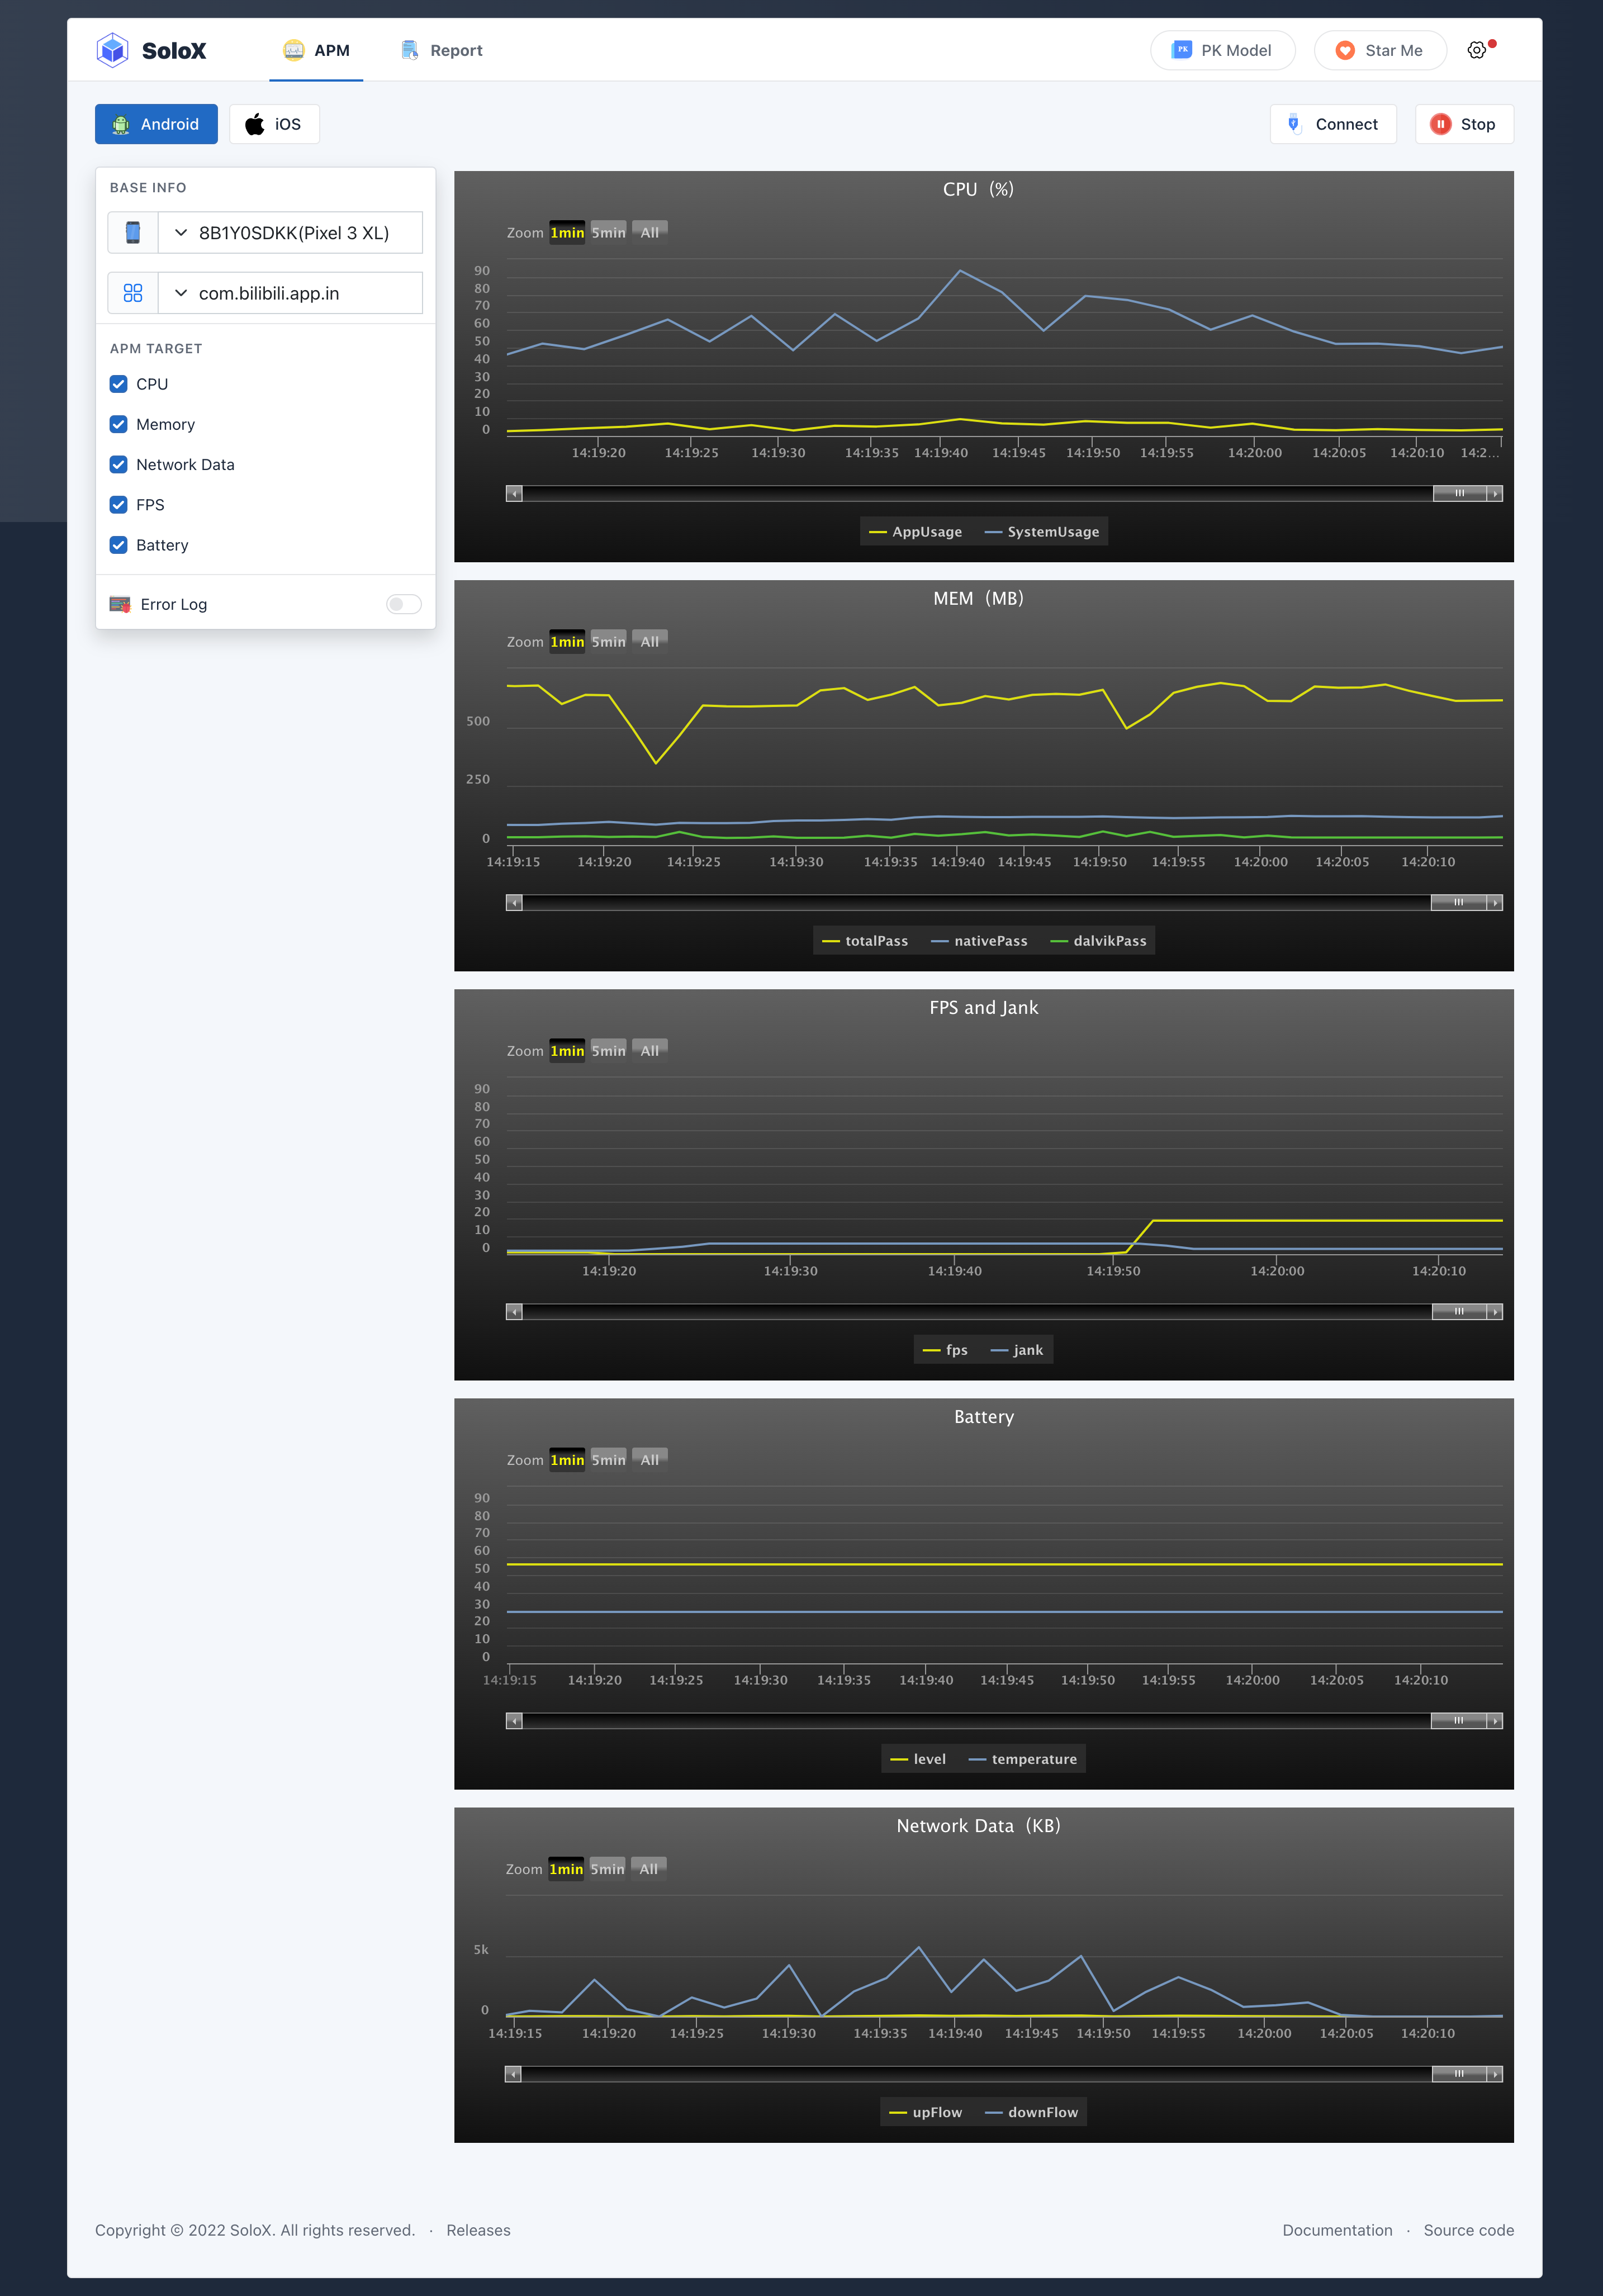 SoloX APM Report PK Model Star Me
Android iOS Connect Stop
BASE INFO
8B1Y0SDKK(Pixel 3 XL)
com.bilibili.app.in
APM TARGET
CPU
Memory
Network Data
FPS
Battery
Error Log
CPU (%)
Zoom 1min 5min All
90
80
70
60
50
40
30
20
10
0
14:19:20 14:19:25 14:19:30 14:19:35 14:19:40 14:19:45 14:19:50 14:19:55 14:20:00 14:20:05 14:20:10 14:2...
AppUsage SystemUsage
MEM (MB)
Zoom 1min 5min All
500
250
0
14:19:15 14:19:20 14:19:25 14:19:30 14:19:35 14:19:40 14:19:45 14:19:50 14:19:55 14:20:00 14:20:05 14:20:10
totalPass nativePass dalvikPass
FPS and Jank
Zoom 1min 5min All
90
80
70
60
50
40
30
20
10
0
14:19:20 14:19:30 14:19:40 14:19:50 14:20:00 14:20:10
fps jank
Battery
Zoom 1min 5min All
90
80
70
60
50
40
30
20
10
0
14:19:15 14:19:20 14:19:25 14:19:30 14:19:35 14:19:40 14:19:45 14:19:50 14:19:55 14:20:00 14:20:05 14:20:10
level temperature
Network Data (KB)
Zoom 1min 5min All
5k
0
14:19:15 14:19:20 14:19:25 14:19:30 14:19:35 14:19:40 14:19:45 14:19:50 14:19:55 14:20:00 14:20:05 14:20:10
upFlow downFlow
Copyright © 2022 SoloX. All rights reserved. · Releases Documentation · Source code